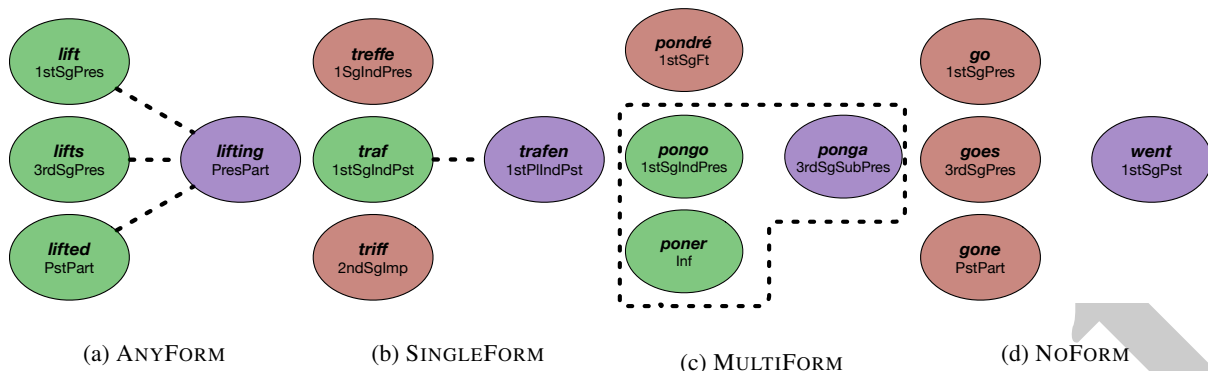 lift
1stSgPres
lifts
3rdSgPres
lifted
PstPart
lifting
PresPart
(a) ANYFORM
treffe
1SgIndPres
traf
1stSgIndPst
triff
2ndSgImp
trafen
1stPlIndPst
(b) SINGLEFORM
pondré
1stSgFt
pongo
1stSgIndPres
poner
Inf
ponga
3rdSgSubPres
(c) MULTIFORM
go
1stSgPres
goes
3rdSgPres
gone
PstPart
went
1stSgPst
(d) NOFORM